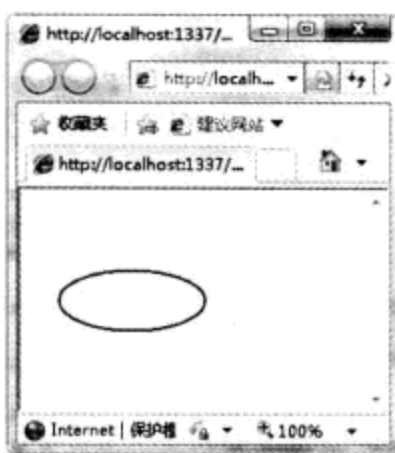 http://localhost:1337/...
http://localh...
收藏夹 建议网站
http://localhost:1337/...
Internet | 保护模 100%